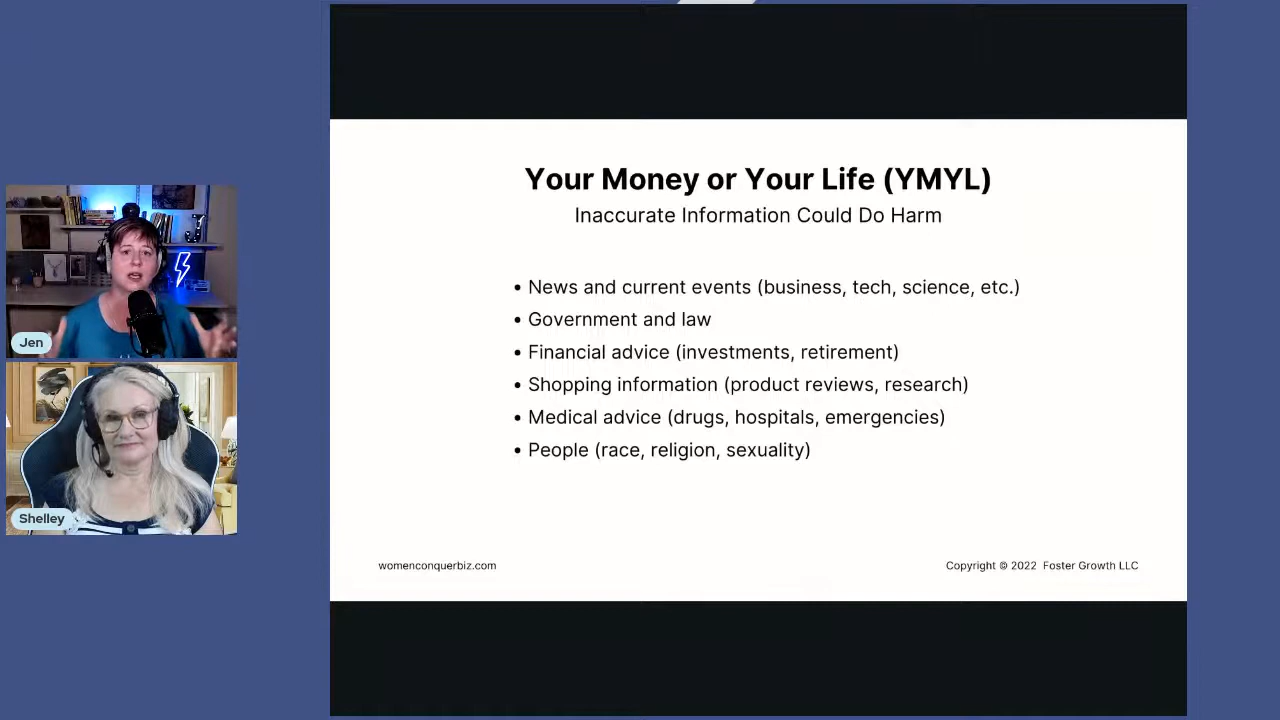 Your Money or Your Life (YMYL)
Inaccurate Information Could Do Harm
• News and current events (business, tech, science, etc.)
• Government and law
• Financial advice (investments, retirement)
• Shopping information (product reviews, research)
• Medical advice (drugs, hospitals, emergencies)
• People (race, religion, sexuality)
womenconquerbiz.com
Copyright © 2022 Foster Growth LLC
Jen
Shelley